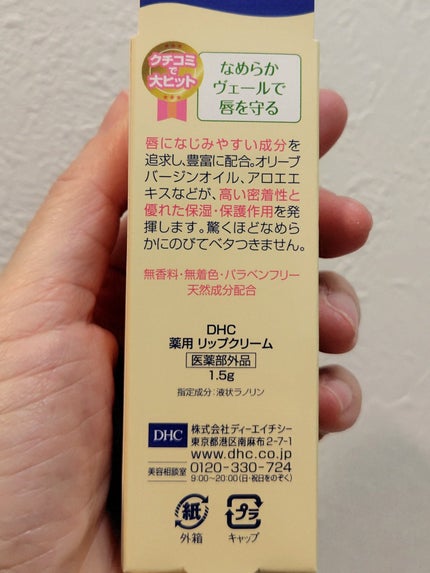 クチコミ
で
大ヒット
なめらか
ヴェールで
唇を守る
唇になじみやすい成分を
追求し、豊富に配合。オリーブ
バージンオイル、アロエエ
キスなどが、高い密着性と
優れた保湿・保護作用を発
揮します。驚くほどなめら
かにのびてベタつきません。
無香料・無着色・パラベンフリー
天然成分配合
DHC
薬用 リップクリーム
医薬部外品
1.5g
指定成分:液状ラノリン
DHC
株式会社ディーエイチシー
東京都港区南麻布2-7-1
www.dhc.co.jp
美容相談室 0120-330-724
9:00〜20:00(日・祝日をのぞく)
紙 プラ
外箱 キャップ